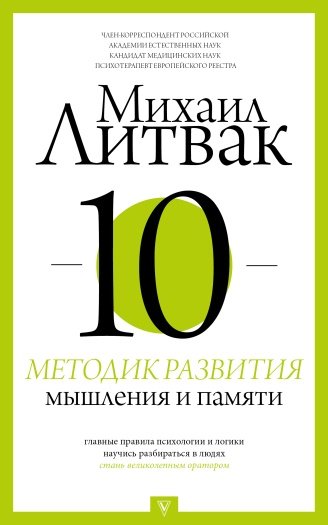 ЧЛЕН-КОРРЕСПОНДЕНТ РОССИЙСКОЙ
АКАДЕМИИ ЕСТЕСТВЕННЫХ НАУК
КАНДИДАТ МЕДИЦИНСКИХ НАУК
ПСИХОТЕРАПЕВТ ЕВРОПЕЙСКОГО РЕЕСТРА
Михаил
Литвак
10
МЕТОДИК РАЗВИТИЯ
мышления и памяти
главные правила психологии и логики
научись разбираться в людях
стань великолепным оратором